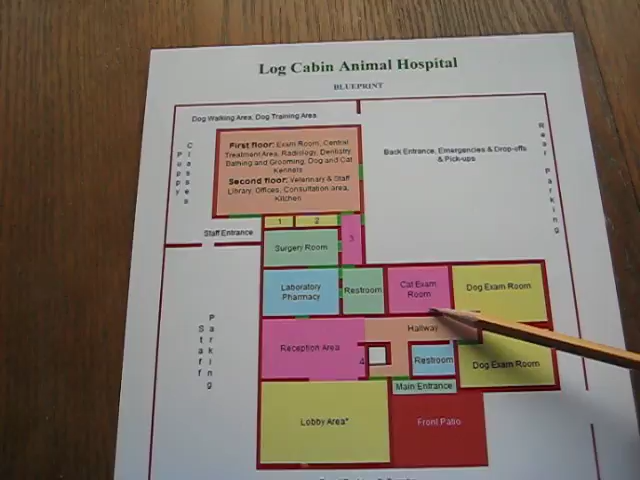 Log Cabin Animal Hospital
BLUEPRINT
Dog Walking Area, Dog Training Area
Puppy
Classes
First floor: Exam Room, Central
Treatment Area, Radiology, Dentistry
Bathing and Grooming, Dog and Cat
Kennels
Second floor: Veterinary & Staff
Library, Offices, Consultation area,
Kitchen
Back Entrance, Emergencies & Drop-offs
& Pick-ups
Rear Parking
Staff Entrance
1
2
3
Surgery Room
Laboratory
Pharmacy
Restroom
Cat Exam
Room
Dog Exam Room
Staff
Parking
Hallway
Reception Area
4
Restroom
Dog Exam Room
Main Entrance
Lobby Area*
Front Patio